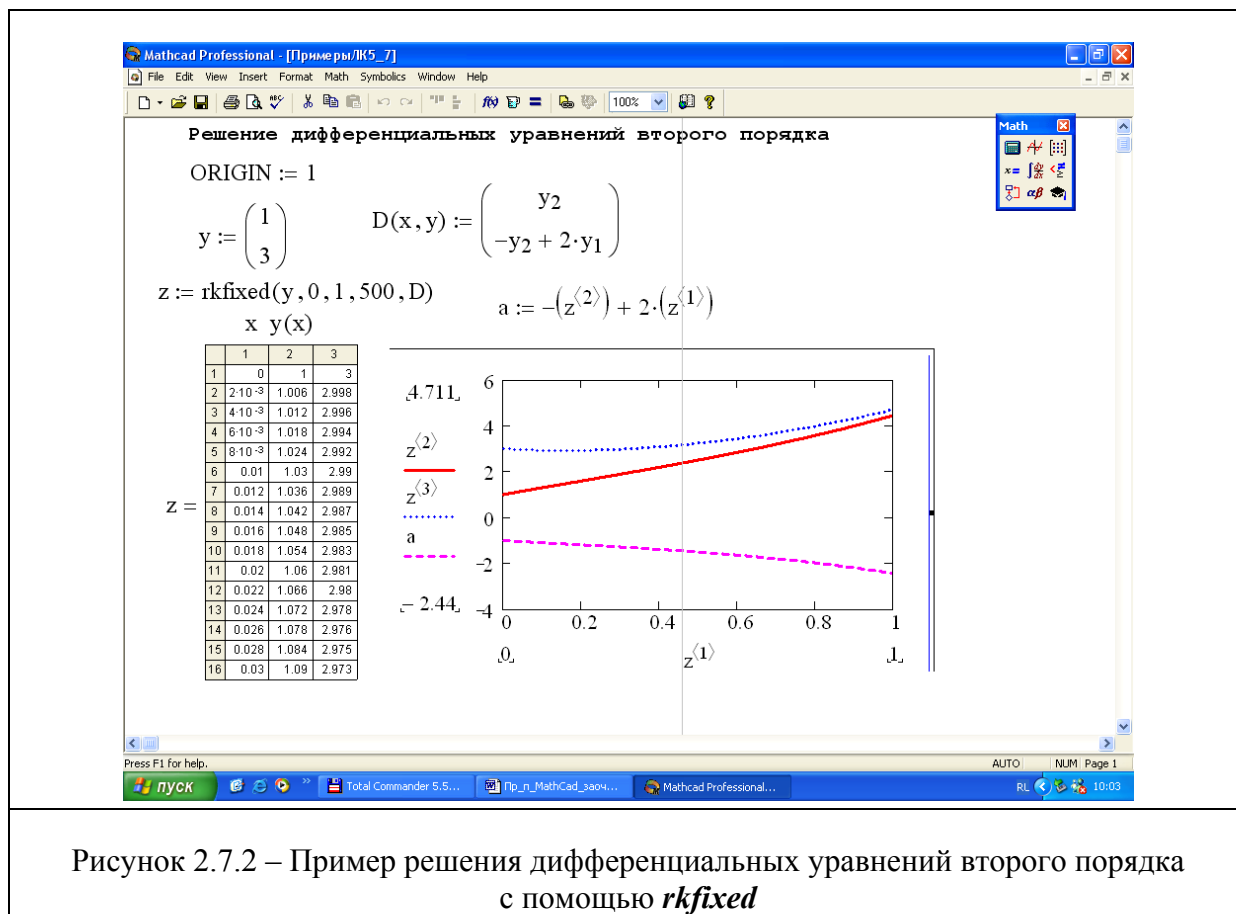 Mathcad Professional - [Примеры/ІК5_7]
File Edit View Insert Format Math Symbolics Window Help
100%
Решение дифференциальных уравнений второго порядка
Math
ORIGIN := 1
y := (1 3)
D(x , y) := (y2 -y2 + 2·y1)
z := rkfixed(y , 0 , 1 , 500 , D)
a := -(z⟨2⟩) + 2·(z⟨1⟩)
x y(x)
1 2 3
1 0 1 3
2 2·10 -3 1.006 2.998
3 4·10 -3 1.012 2.996
4 6·10 -3 1.018 2.994
5 8·10 -3 1.024 2.992
6 0.01 1.03 2.99
7 0.012 1.036 2.989
z =
8 0.014 1.042 2.987
9 0.016 1.048 2.985
10 0.018 1.054 2.983
11 0.02 1.06 2.981
12 0.022 1.066 2.98
13 0.024 1.072 2.978
14 0.026 1.078 2.976
15 0.028 1.084 2.975
16 0.03 1.09 2.973
4.711
z⟨2⟩
z⟨3⟩
a
-2.44
6
4
2
0
-2
-4
0 0.2 0.4 0.6 0.8 1
0 z⟨1⟩ 1
Press F1 for help.
AUTO NUM Page 1
пуск
Total Commander 5.5...
Пр_п_MathCad_заоч...
Mathcad Professional...
RL 10:03
Рисунок 2.7.2 – Пример решения дифференциальных уравнений второго порядка
с помощью rkfixed